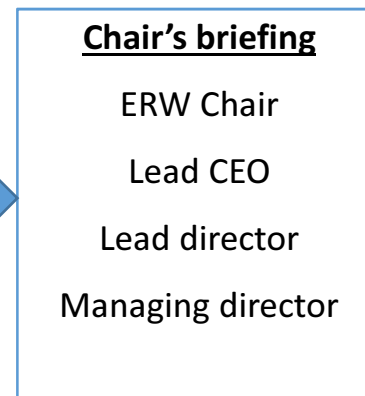 Chair’s briefing
ERW Chair
Lead CEO
Lead director
Managing director